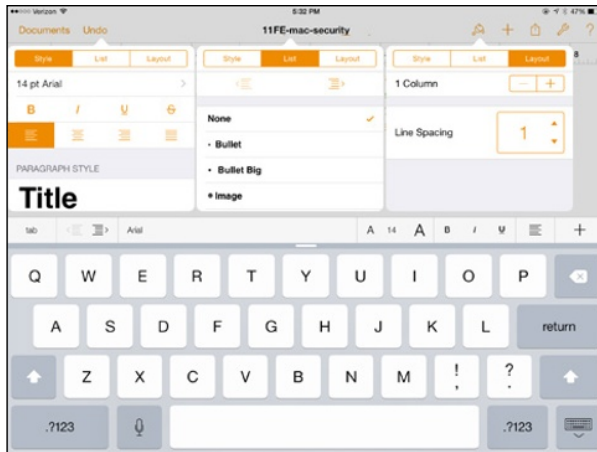 Verizon 5:32 PM 47%
Documents Undo 11FE-mac-security ?
Style List Layout Style List Layout Style List Layout 8
14 pt Arial 1 Column − +
B I U S None
Line Spacing 1
• Bullet
PARAGRAPH STYLE • Bullet Big
Title • Image
tab Arial A 14 A B I U +
Q W E R T Y U I O P
A S D F G H J K L return
Z X C V B N M ! , ? .
.?123 .?123